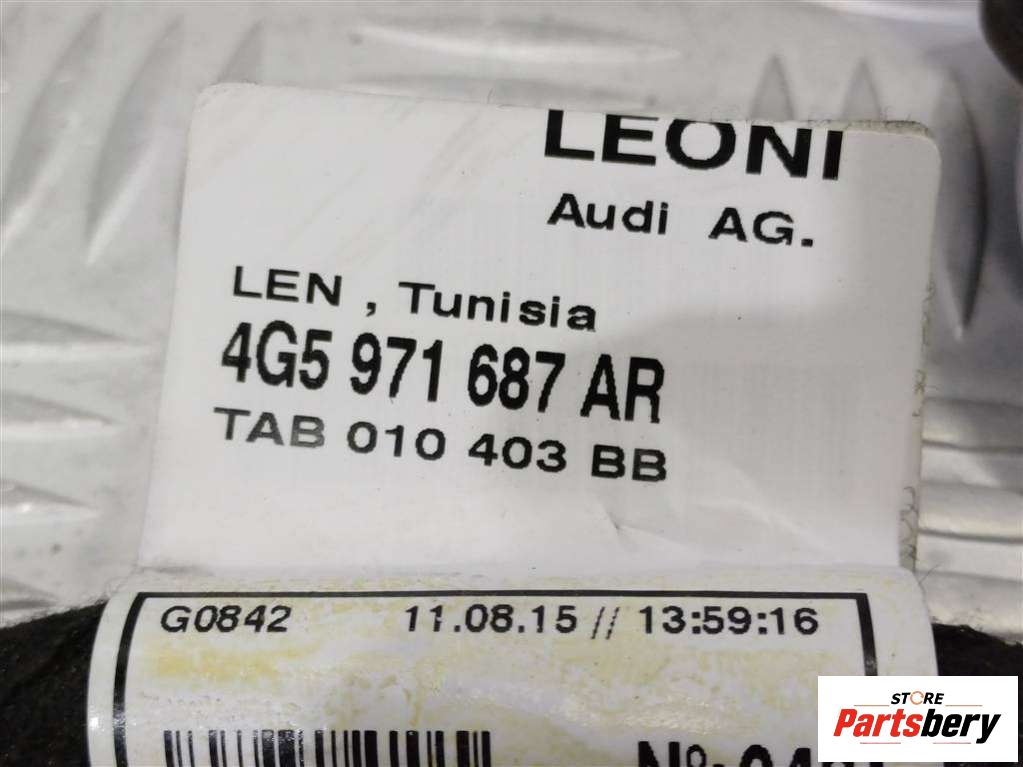 LEONI
Audi AG.
LEN , Tunisia
4G5 971 687 AR
TAB 010 403 BB
G0842 11.08.15 // 13:59:16
Nº:
STORE
Partsbery